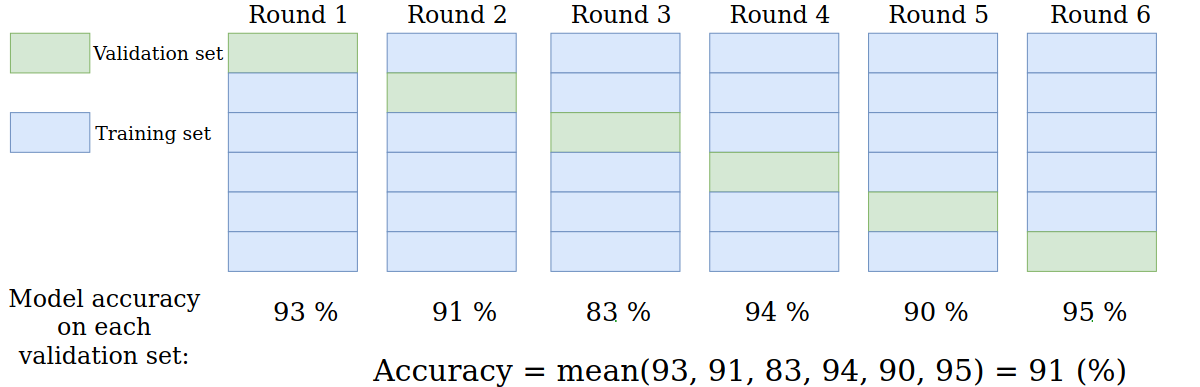 Round 1 Round 2 Round 3 Round 4 Round 5 Round 6
Validation set
Training set
Model accuracy
on each
validation set:
93 % 91 % 83 % 94 % 90 % 95 %
Accuracy = mean(93, 91, 83, 94, 90, 95) = 91 (%)